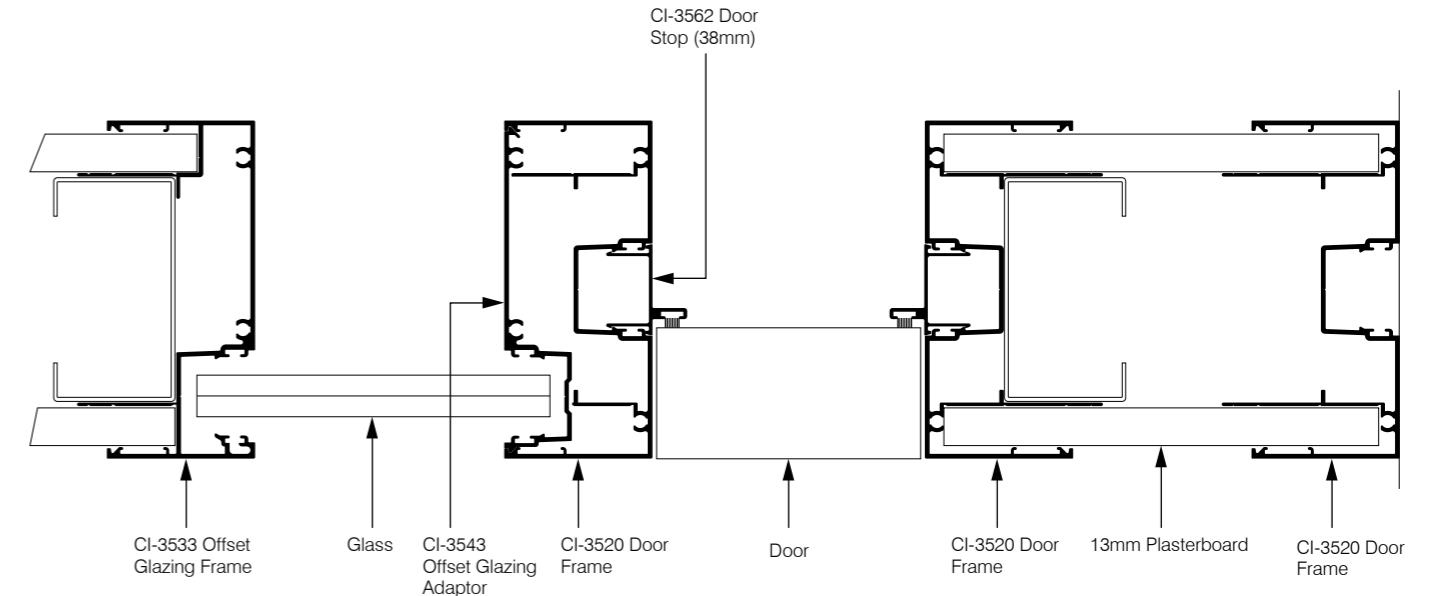 CI-3562 Door
Stop (38mm)
CI-3533 Offset
Glazing Frame
Glass
CI-3543
Offset Glazing
Adaptor
CI-3520 Door
Frame
Door
CI-3520 Door
Frame
13mm Plasterboard
CI-3520 Door
Frame